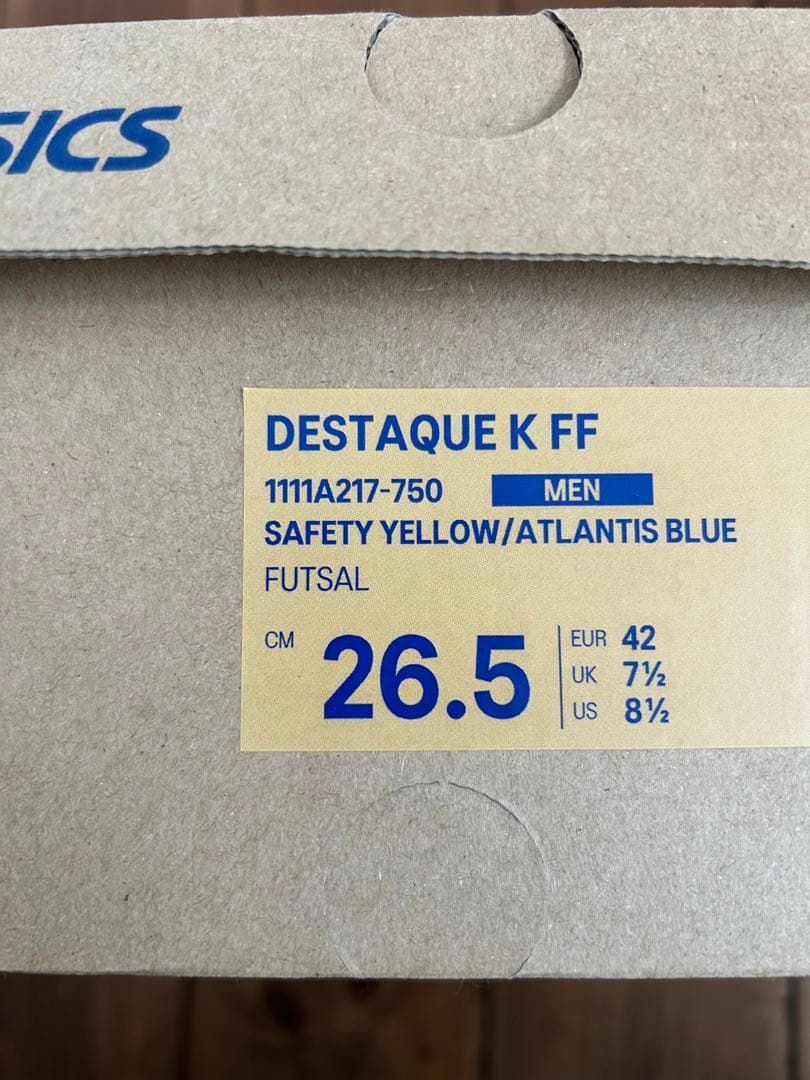 SICS
DESTAQUE K FF
1111A217-750 MEN
SAFETY YELLOW/ATLANTIS BLUE
FUTSAL
CM 26.5
EUR 42
UK 7½
US 8½